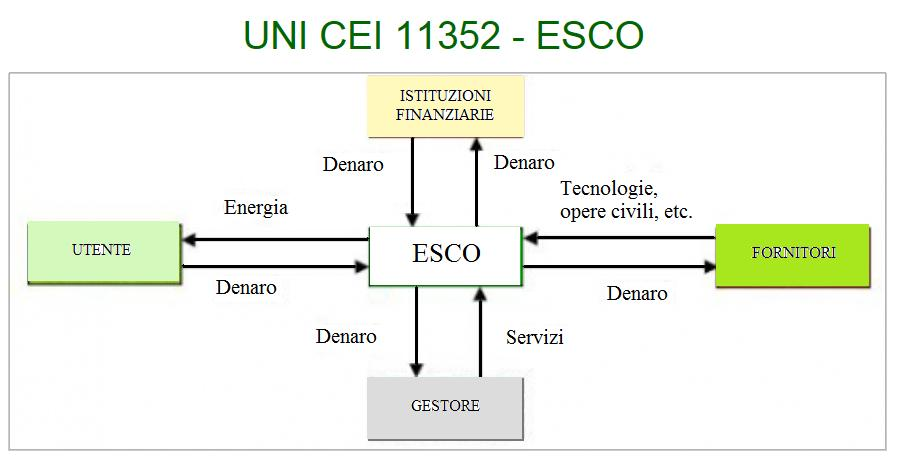 UNI CEI 11352 - ESCO
ISTITUZIONI
FINANZIARIE
Denaro
Denaro
Tecnologie,
opere civili, etc.
Energia
UTENTE
ESCO
FORNITORI
Denaro
Denaro
Denaro
Servizi
GESTORE